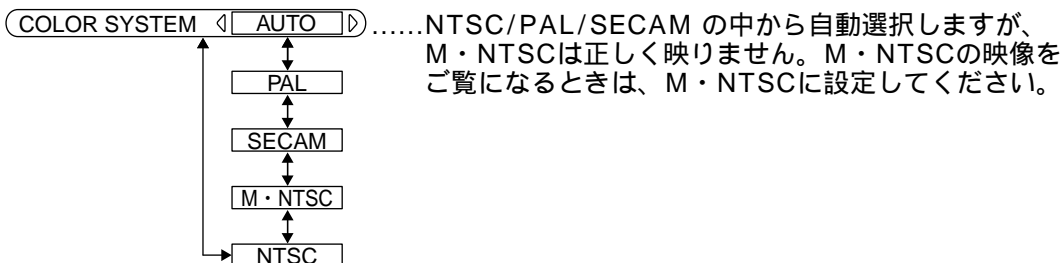 COLOR SYSTEM AUTO ......NTSC/PAL/SECAM の中から自動選択しますが、
M・NTSCは正しく映りません。M・NTSCの映像を
PAL ご覧になるときは、M・NTSCに設定してください。
SECAM
M・NTSC
NTSC